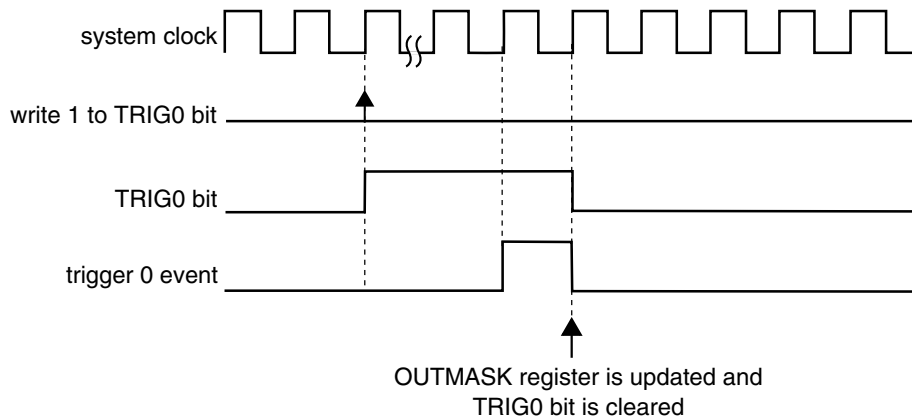 system clock
write 1 to TRIG0 bit
TRIG0 bit
trigger 0 event
OUTMASK register is updated and
TRIG0 bit is cleared